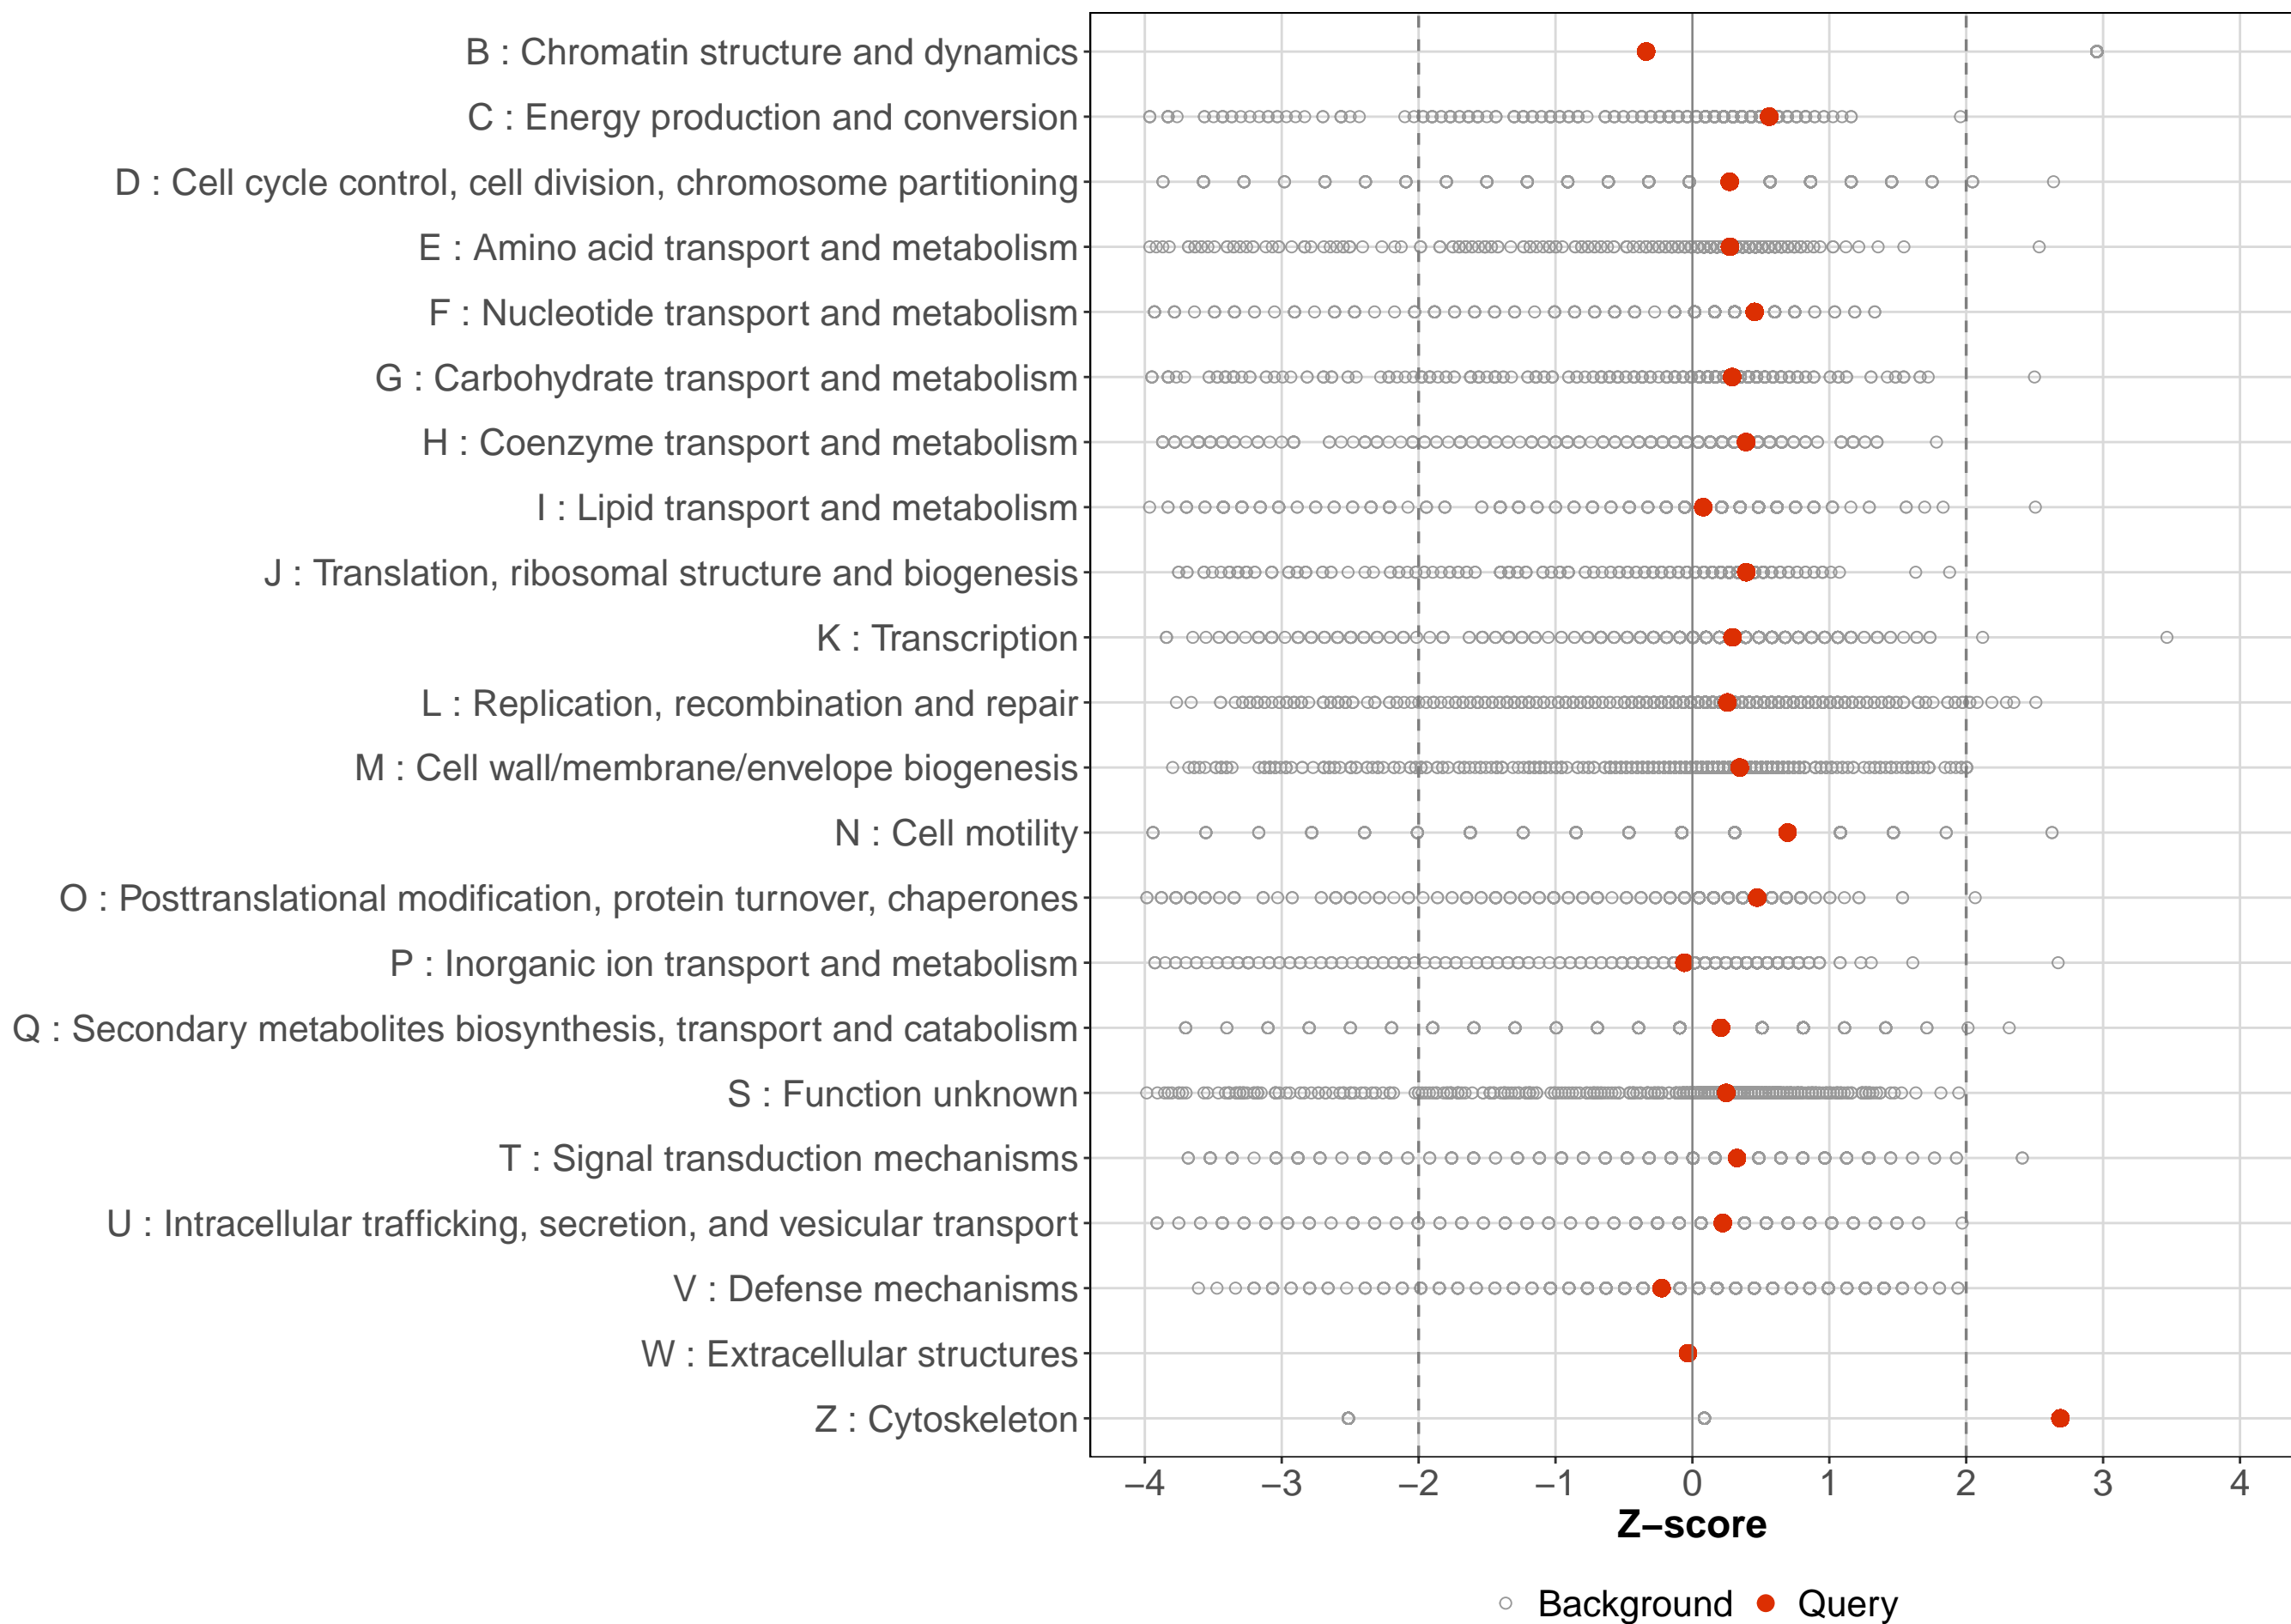 B : Chromatin structure and dynamics
C : Energy production and conversion
D : Cell cycle control, cell division, chromosome partitioning
E : Amino acid transport and metabolism
F : Nucleotide transport and metabolism
G : Carbohydrate transport and metabolism
H : Coenzyme transport and metabolism
I : Lipid transport and metabolism
J : Translation, ribosomal structure and biogenesis
K : Transcription
L : Replication, recombination and repair
M : Cell wall/membrane/envelope biogenesis
N : Cell motility
O : Posttranslational modification, protein turnover, chaperones
P : Inorganic ion transport and metabolism
Q : Secondary metabolites biosynthesis, transport and catabolism
S : Function unknown
T : Signal transduction mechanisms
U : Intracellular trafficking, secretion, and vesicular transport
V : Defense mechanisms
W : Extracellular structures
Z : Cytoskeleton
−4 −3 −2 −1 0 1 2 3 4
Z−score
Background Query